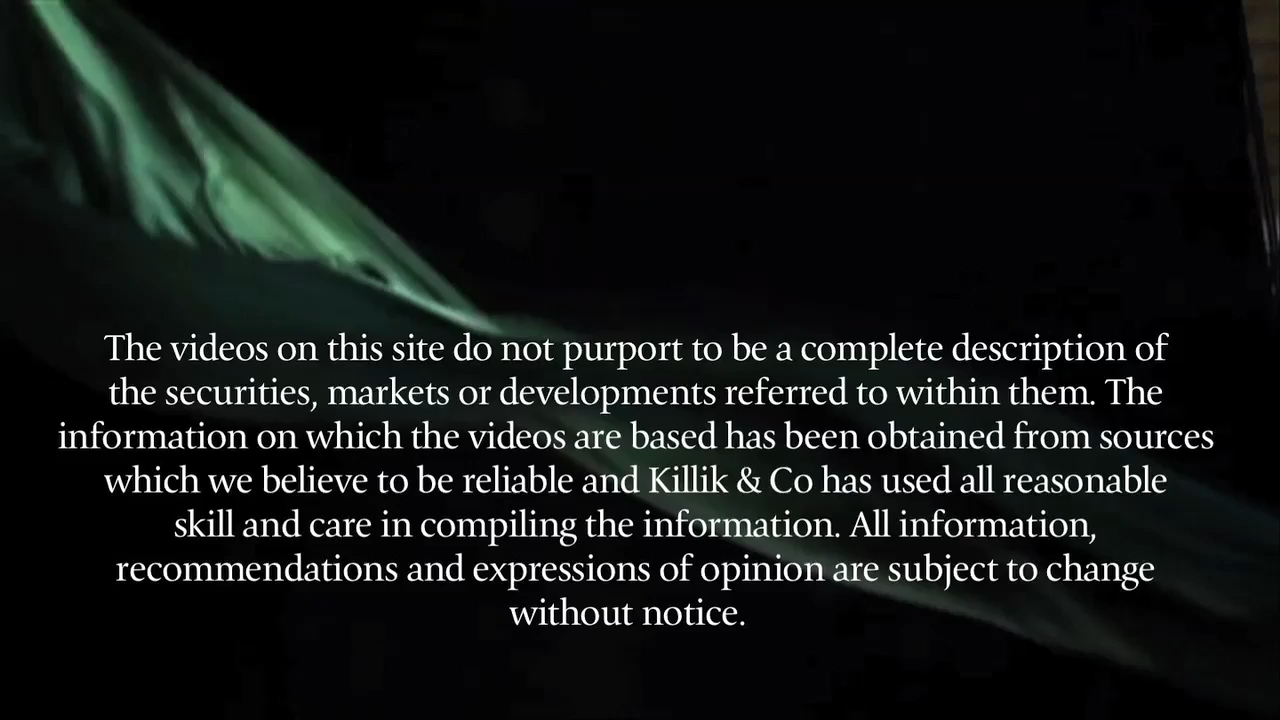 The videos on this site do not purport to be a complete description of
the securities, markets or developments referred to within them. The
information on which the videos are based has been obtained from sources
which we believe to be reliable and Killik & Co has used all reasonable
skill and care in compiling the information. All information,
recommendations and expressions of opinion are subject to change
without notice.